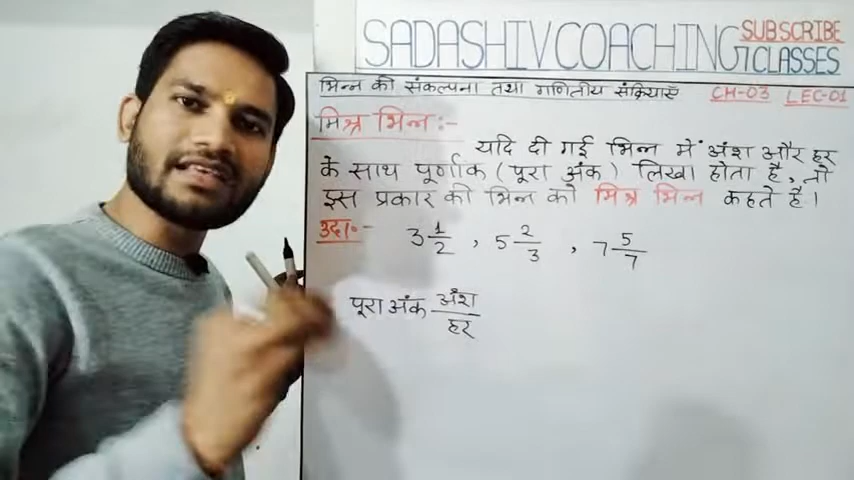 SADASHIV COACHING CLASSES
SUBSCRIBE
भिन्न की संकल्पना तथा गणितीय संक्रियाएँ CH-03 LEC-01
मिश्र भिन्न :-
यदि दी गई भिन्न में अंश और हर
के साथ पूर्णांक (पूरा अंक) लिखा होता है, तो
इस प्रकार की भिन्न को मिश्र भिन्न कहते है।
उदा०- 3 1/2 , 5 2/3 , 7 5/7
पूरा अंक अंश/हर